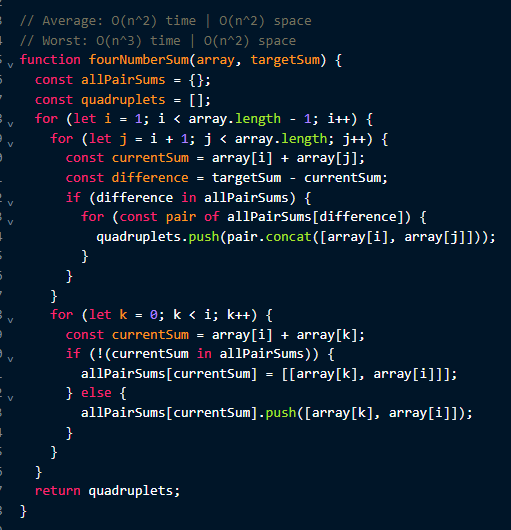 // Average: O(n^2) time | O(n^2) space
// Worst: O(n^3) time | O(n^2) space
function fourNumberSum(array, targetSum) {
  const allPairSums = {};
  const quadruplets = [];
  for (let i = 1; i < array.length - 1; i++) {
    for (let j = i + 1; j < array.length; j++) {
      const currentSum = array[i] + array[j];
      const difference = targetSum - currentSum;
      if (difference in allPairSums) {
        for (const pair of allPairSums[difference]) {
          quadruplets.push(pair.concat([array[i], array[j]]));
        }
      }
    }
    for (let k = 0; k < i; k++) {
      const currentSum = array[i] + array[k];
      if (!(currentSum in allPairSums)) {
        allPairSums[currentSum] = [[array[k], array[i]]];
      } else {
        allPairSums[currentSum].push([array[k], array[i]]);
      }
    }
  }
  return quadruplets;
}